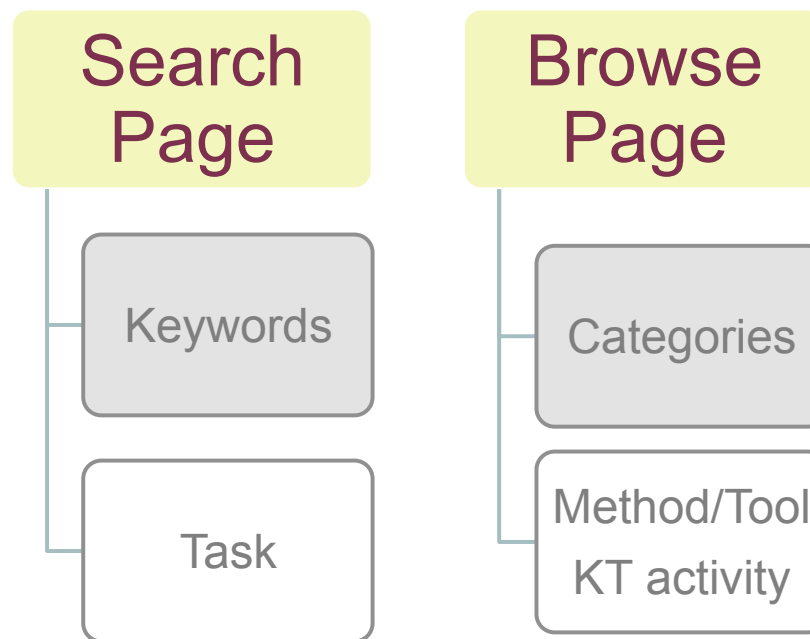 Search
Page
Keywords
Task
Browse
Page
Categories
Method/Tool
KT activity